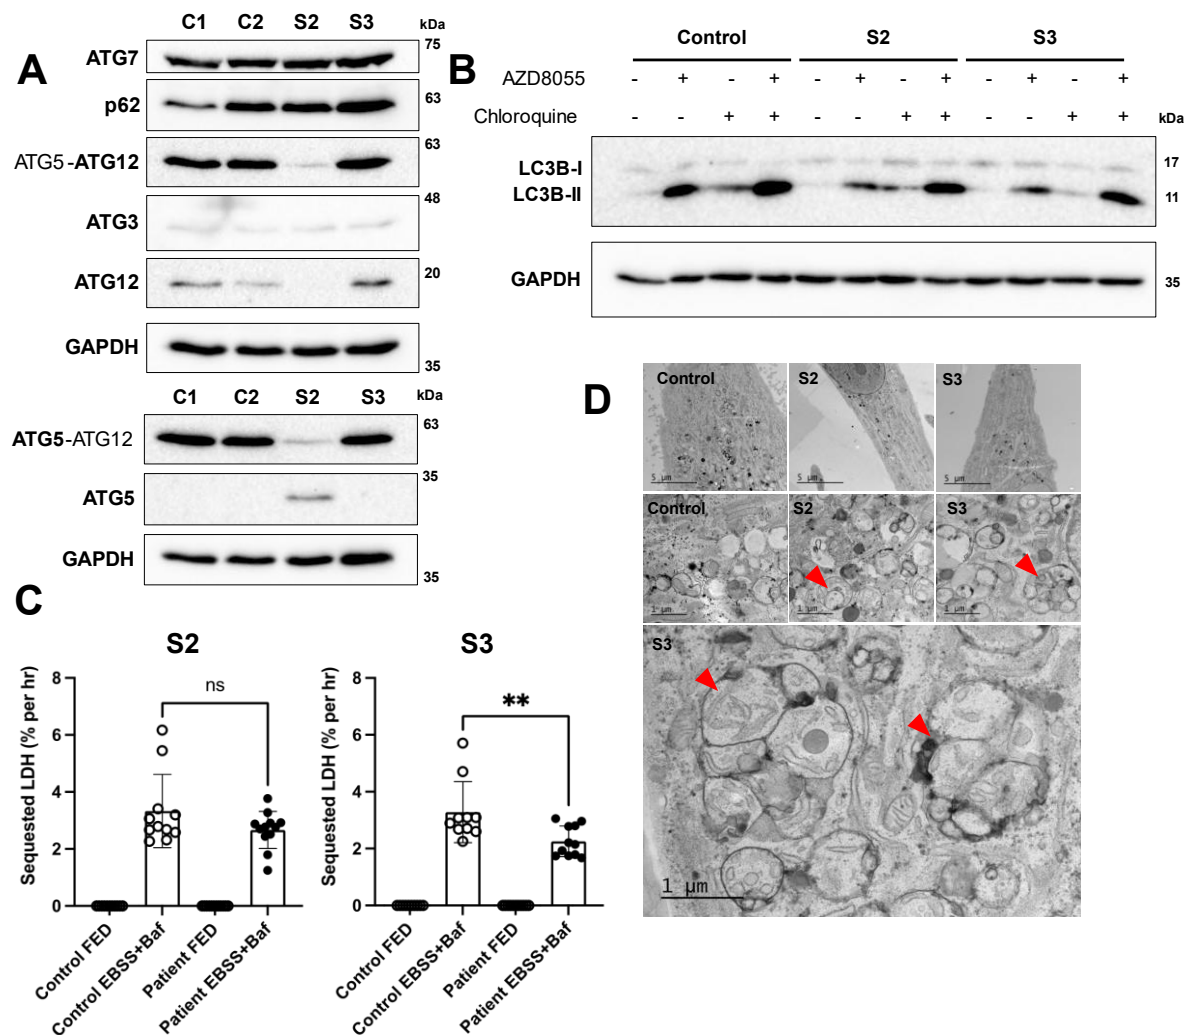 A
C1 C2 S2 S3 kDa
ATG7 75
p62 63
ATG5-ATG12 63
ATG3 48
ATG12 20
GAPDH 35
C1 C2 S2 S3 kDa
ATG5-ATG12 63
ATG5 35
GAPDH 35
B
Control S2 S3
AZD8055 - + - + - + - + - + - +
Chloroquine - - + + - - + + - - + + kDa
LC3B-I 17
LC3B-II 11
GAPDH 35
C
S2
Sequested LDH (% per hr)
8
6
4
2
0
ns
Control FED
Control EBSS+Baf
Patient FED
Patient EBSS+Baf
S3
Sequested LDH (% per hr)
8
6
4
2
0
**
Control FED
Control EBSS+Baf
Patient FED
Patient EBSS+Baf
D
Control S2 S3
5 µm 5 µm 5 µm
Control S2 S3
1 µm 1 µm 1 µm
S3
1 µm